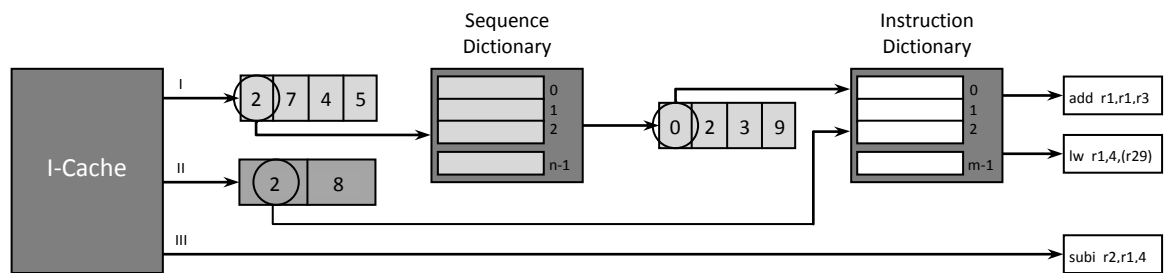 Sequence
Dictionary
Instruction
Dictionary
I-Cache
I
2 7 4 5
0
1
2
n-1
0 2 3 9
0
1
2
m-1
add r1,r1,r3
lw r1,4,(r29)
II
2 8
III
subi r2,r1,4